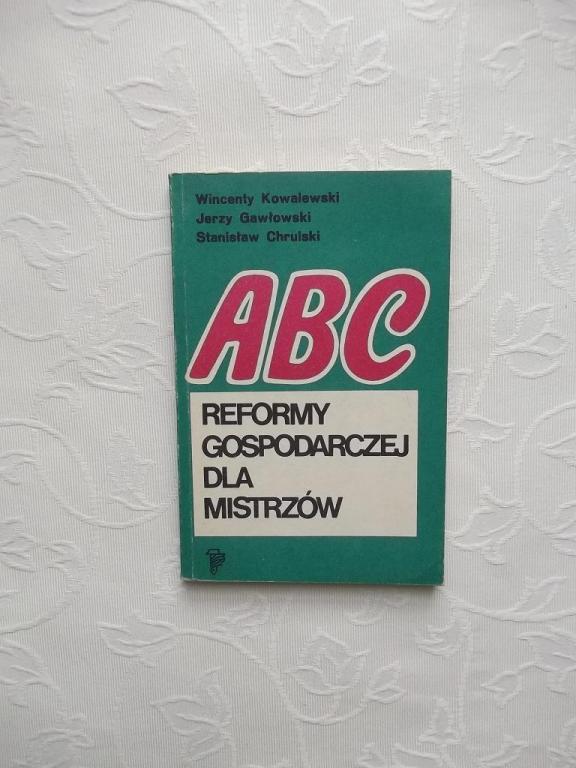 Wincenty Kowalewski
Jerzy Gawłowski
Stanisław Chrulski
ABC
REFORMY
GOSPODARCZEJ
DLA
MISTRZÓW